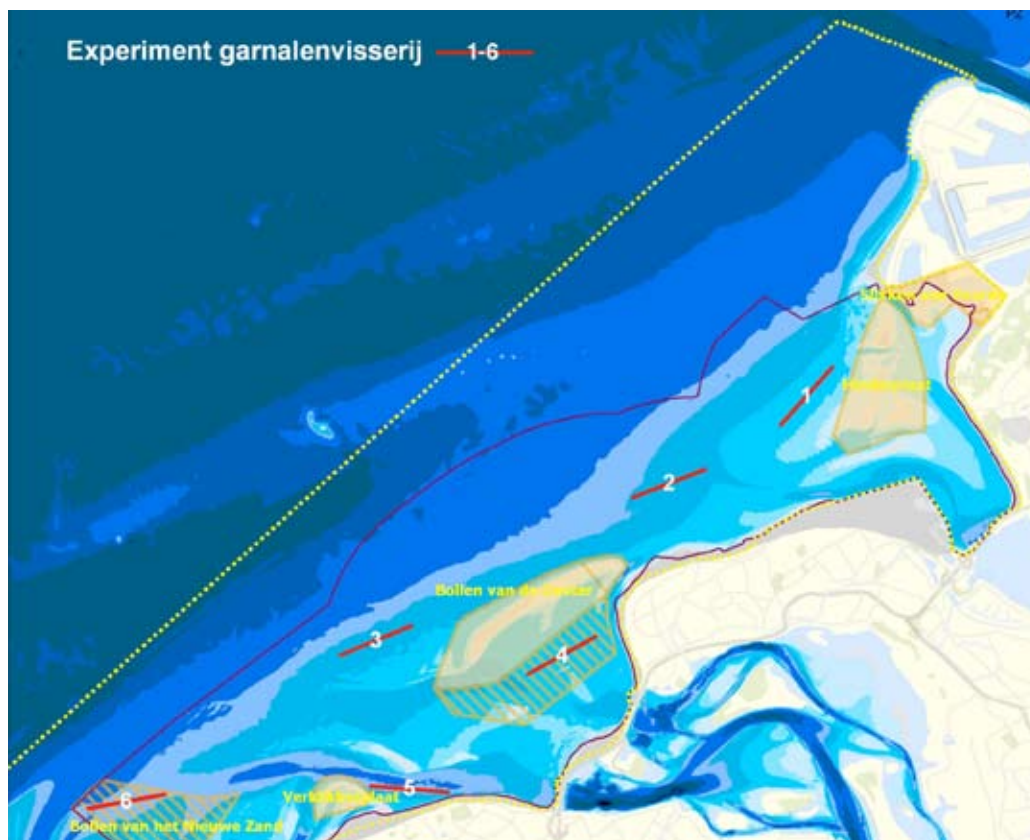 Experiment garnalenvisserij 1-6
Hinderplaat
1
2
Bollen van de Ooster
3
4
5
6
Bollen van het Nieuwe Zand